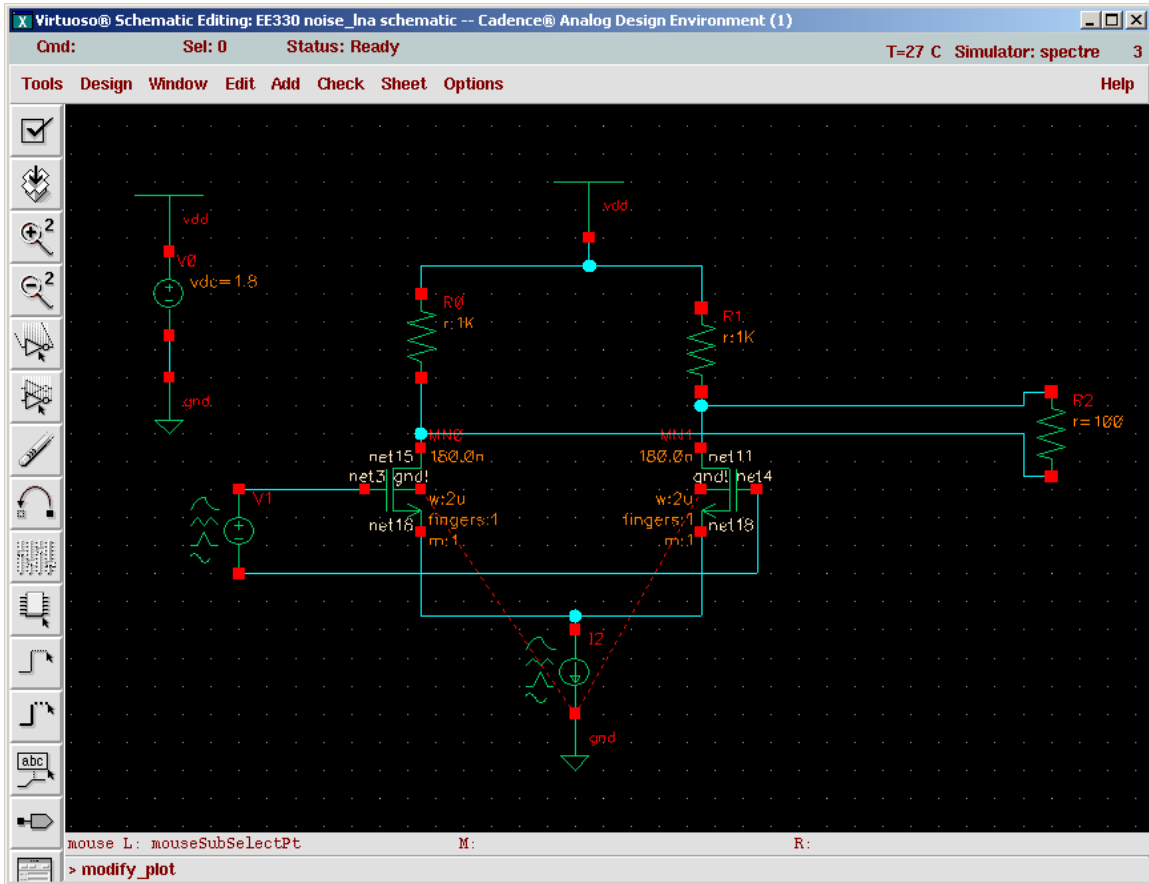 Virtuoso® Schematic Editing: EE330 noise_lna schematic -- Cadence® Analog Design Environment (1)
Cmd: Sel: 0 Status: Ready T=27 C Simulator: spectre 3
Tools Design Window Edit Add Check Sheet Options Help
2
2
abc
vdd
V0
vdc=1.8
gnd
vdd
R0
r:1K
R1
r:1K
R2
r=100
MN0
180.0n
net15
net3
gnd!
w:2u
fingers:1
m:1
net18
MN1
180.0n
net11
gnd!
net4
w:2u
fingers:1
m:1
net18
V1
I2
gnd
mouse L: mouseSubSelectPt M: R:
> modify_plot